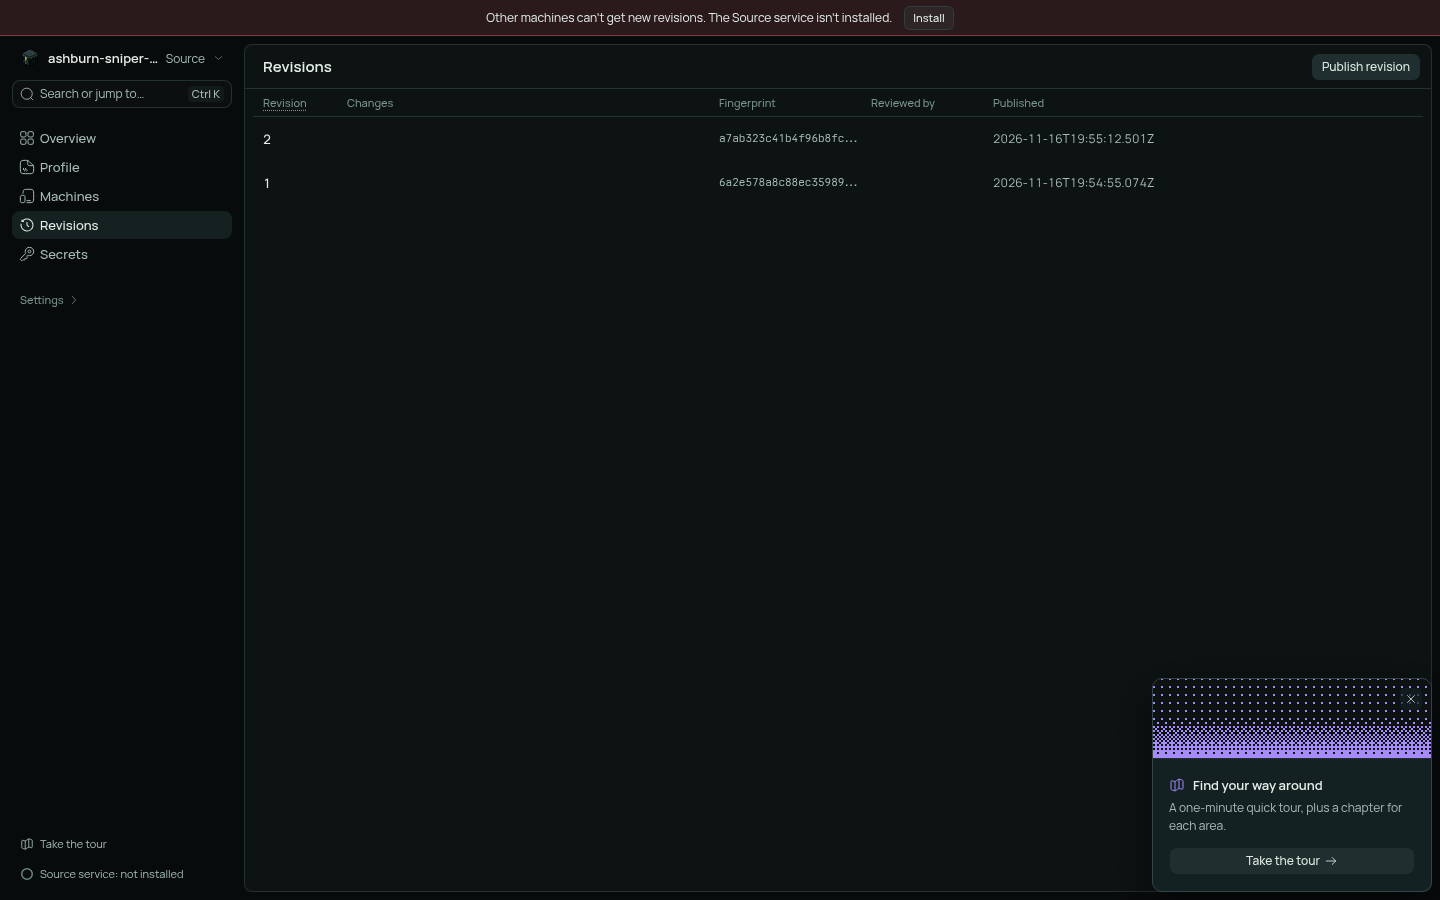 Other machines can't get new revisions. The Source service isn't installed. Install
ashburn-sniper-... Source
Search or jump to... Ctrl K
Overview
Profile
Machines
Revisions
Secrets
Settings
Take the tour
Source service: not installed
Revisions
Publish revision
Revision Changes Fingerprint Reviewed by Published
2 a7ab323c41b4f96b8fc... 2026-11-16T19:55:12.501Z
1 6a2e578a8c88ec35989... 2026-11-16T19:54:55.074Z
Find your way around
A one-minute quick tour, plus a chapter for
each area.
Take the tour